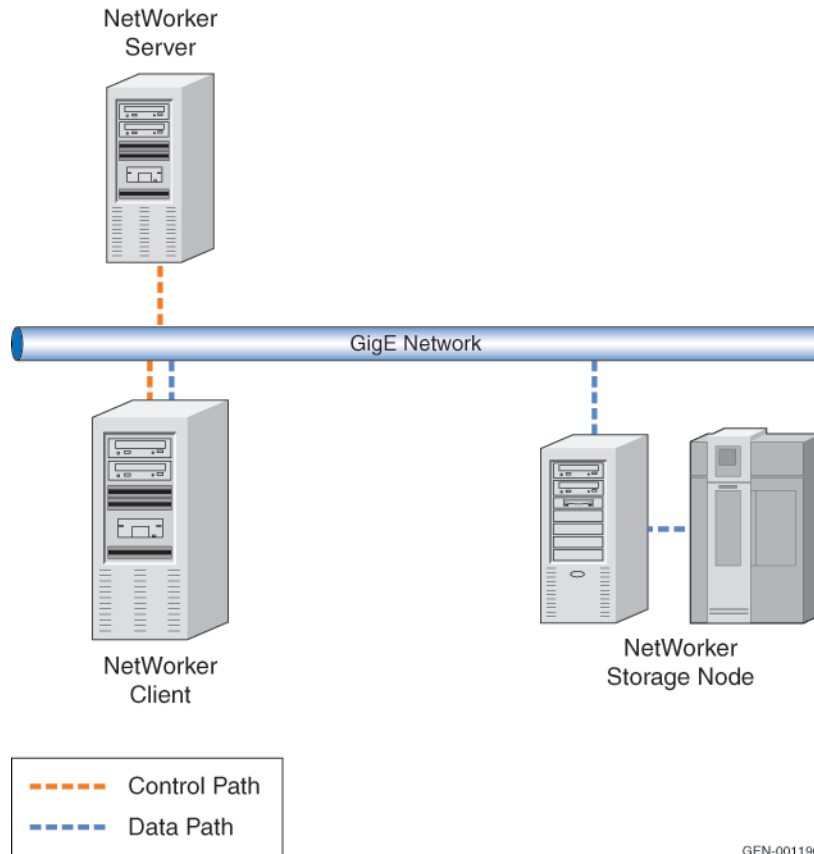 NetWorker
Server
GigE Network
NetWorker
Client
NetWorker
Storage Node
Control Path
Data Path